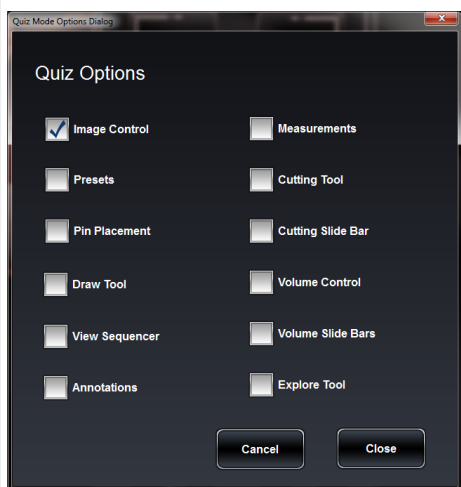 Quiz Mode Options Dialog
Quiz Options
Image Control
Measurements
Presets
Cutting Tool
Pin Placement
Cutting Slide Bar
Draw Tool
Volume Control
View Sequencer
Volume Slide Bars
Annotations
Explore Tool
Cancel
Close